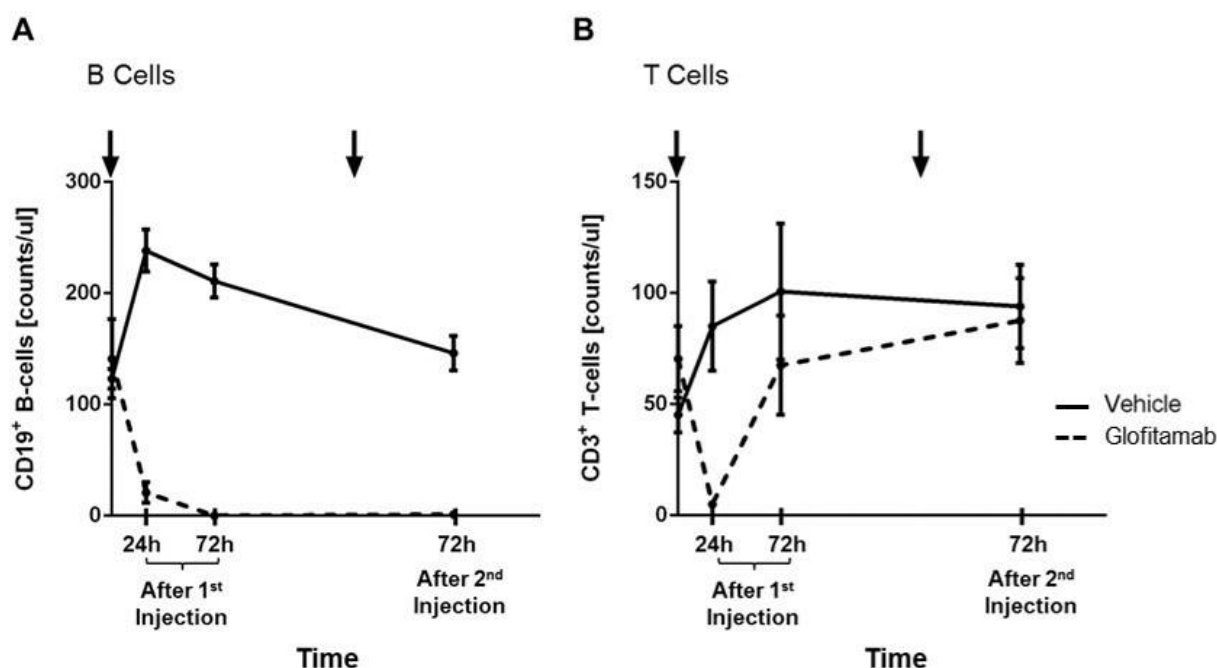 A
B Cells
CD19⁺ B-cells [counts/ul]
300
200
100
0
24h
72h
72h
After 1ˢᵗ
Injection
After 2ⁿᵈ
Injection
Time
B
T Cells
CD3⁺ T-cells [counts/ul]
150
100
50
0
24h
72h
72h
After 1ˢᵗ
Injection
After 2ⁿᵈ
Injection
Time
Vehicle
Glofitamab